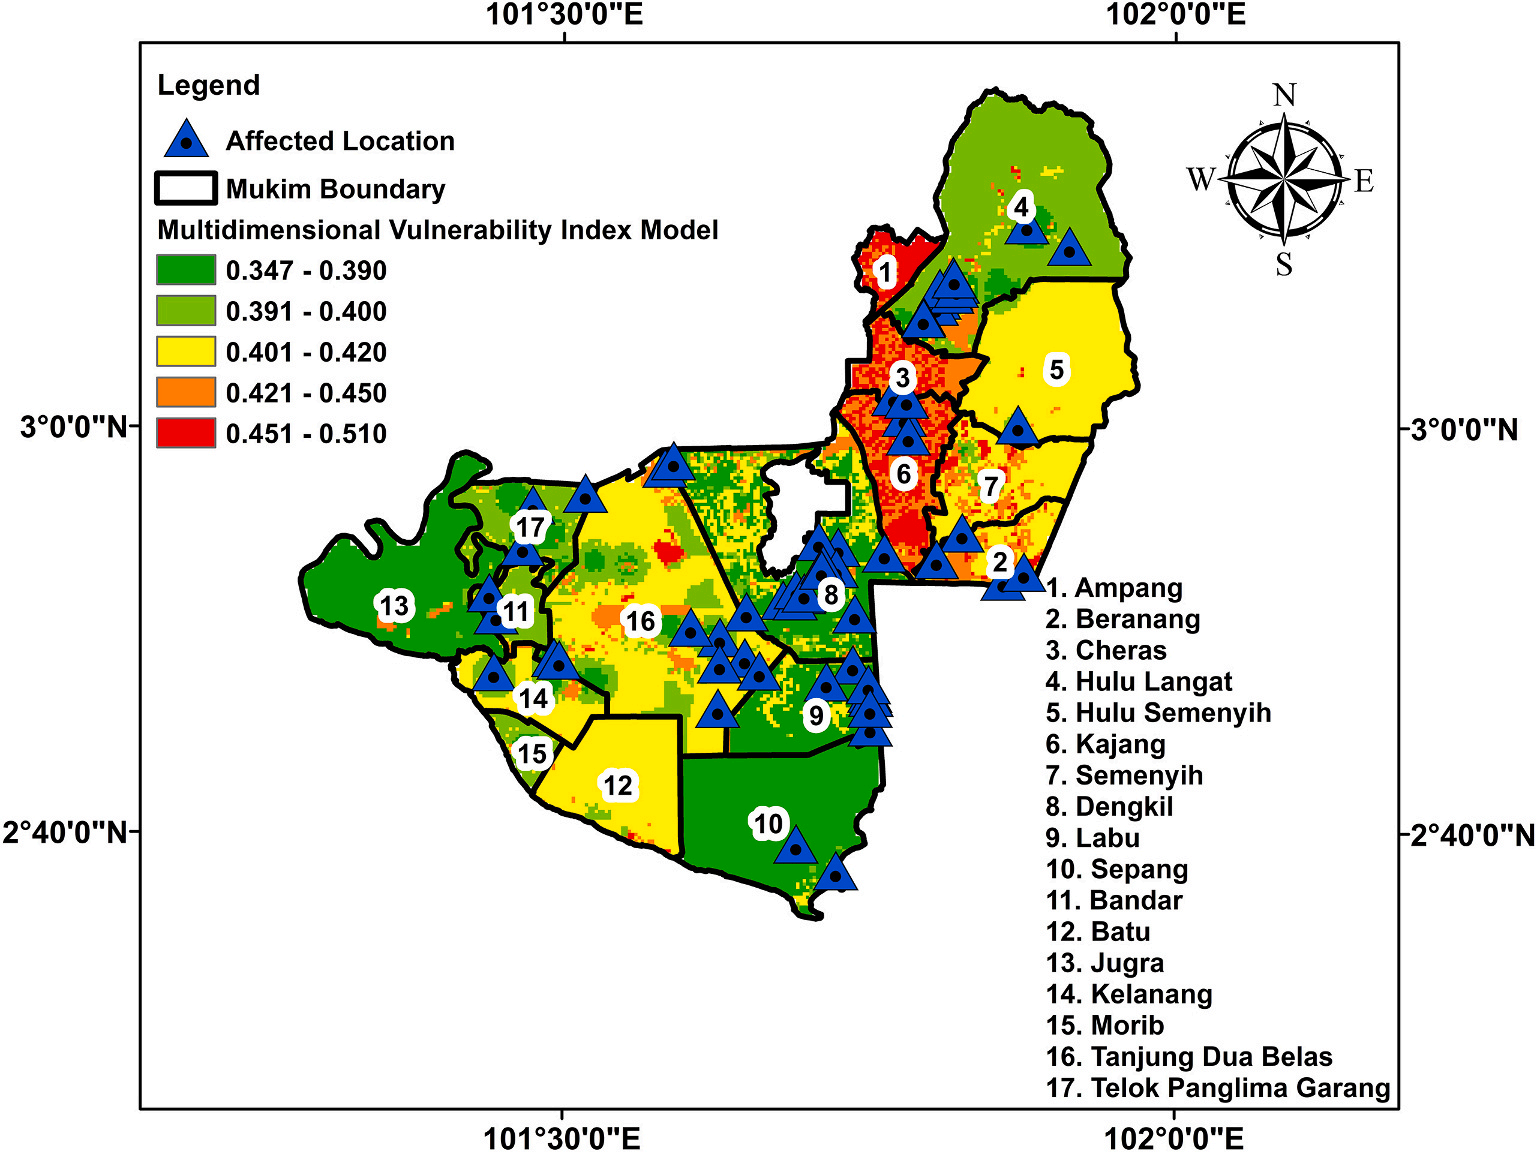 101°30'0"E 102°0'0"E
Legend
Affected Location
Mukim Boundary
Multidimensional Vulnerability Index Model
0.347 - 0.390
0.391 - 0.400
0.401 - 0.420
0.421 - 0.450
0.451 - 0.510
N
W E
S
4
1
3
5
3°0'0"N 3°0'0"N
6
7
17
2
13
11
8
16
14
9
15
12
10
2°40'0"N 2°40'0"N
1. Ampang
2. Beranang
3. Cheras
4. Hulu Langat
5. Hulu Semenyih
6. Kajang
7. Semenyih
8. Dengkil
9. Labu
10. Sepang
11. Bandar
12. Batu
13. Jugra
14. Kelanang
15. Morib
16. Tanjung Dua Belas
17. Telok Panglima Garang
101°30'0"E 102°0'0"E